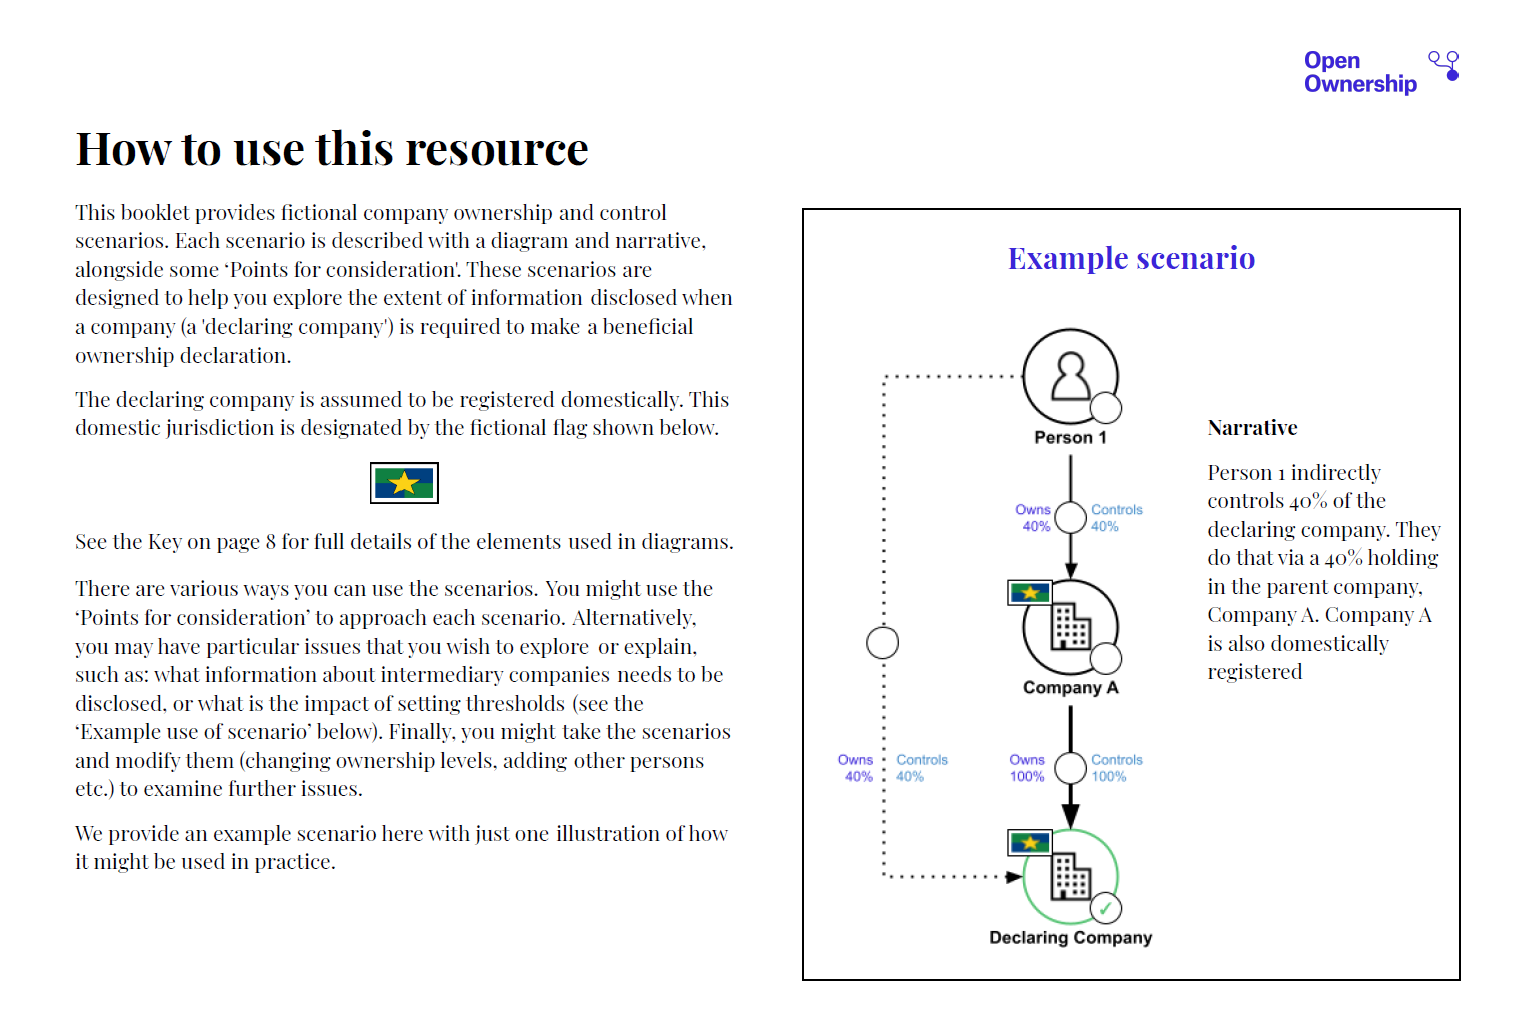 Open
Ownership
How to use this resource
This booklet provides fictional company ownership and control
scenarios. Each scenario is described with a diagram and narrative,
alongside some ‘Points for consideration'. These scenarios are
designed to help you explore the extent of information disclosed when
a company (a 'declaring company') is required to make a beneficial
ownership declaration.
The declaring company is assumed to be registered domestically. This
domestic jurisdiction is designated by the fictional flag shown below.
See the Key on page 8 for full details of the elements used in diagrams.
There are various ways you can use the scenarios. You might use the
‘Points for consideration’ to approach each scenario. Alternatively,
you may have particular issues that you wish to explore or explain,
such as: what information about intermediary companies needs to be
disclosed, or what is the impact of setting thresholds (see the
‘Example use of scenario’ below). Finally, you might take the scenarios
and modify them (changing ownership levels, adding other persons
etc.) to examine further issues.
We provide an example scenario here with just one illustration of how
it might be used in practice.
Example scenario
Person 1
Owns
40%
Controls
40%
Company A
Owns
40%
Controls
40%
Owns
100%
Controls
100%
Declaring Company
Narrative
Person 1 indirectly
controls 40% of the
declaring company. They
do that via a 40% holding
in the parent company,
Company A. Company A
is also domestically
registered